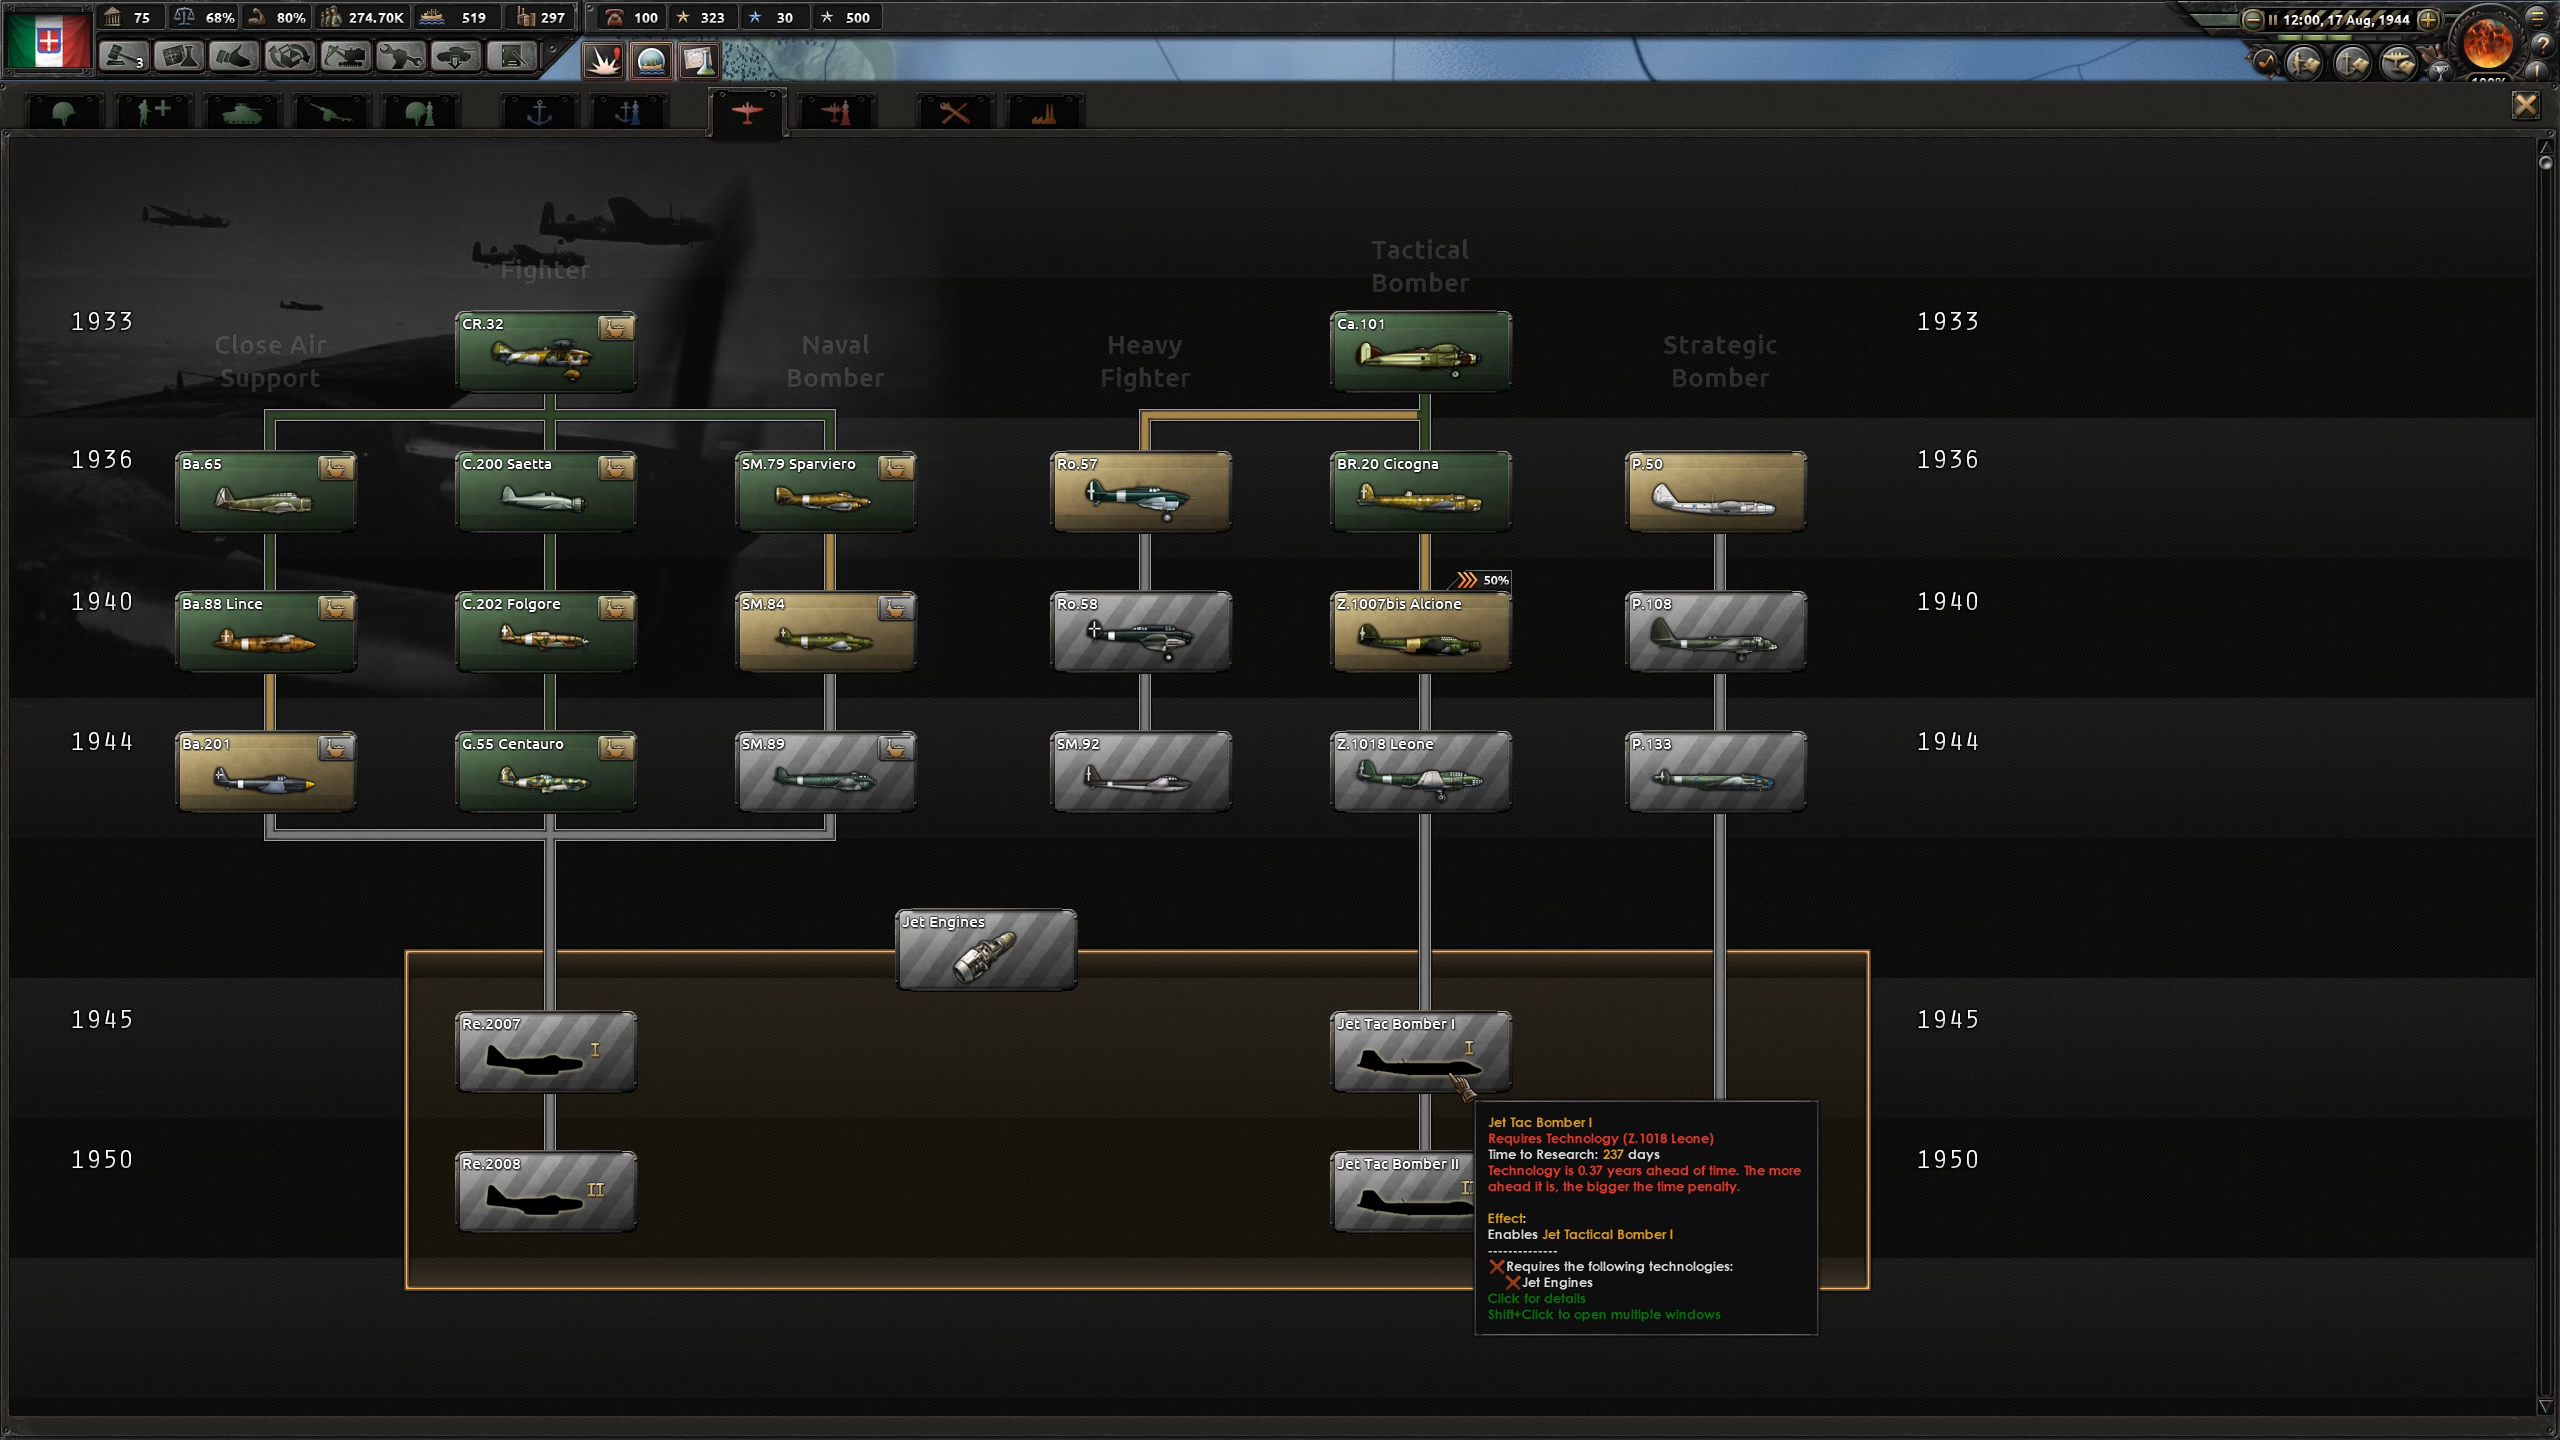 75 68% 80% 274.70K 519 297 100 323 30 500 12:00, 17 Aug, 1944
3
Tactical
Bomber
Fighter
1933 CR.32 Ca.101 1933
Close Air
Support
Naval
Bomber
Heavy
Fighter
Strategic
Bomber
1936 Ba.65 C.200 Saetta SM.79 Sparviero Ro.57 BR.20 Cicogna P.50 1936
50%
1940 Ba.88 Lince C.202 Folgore SM.84 Ro.58 Z.1007bis Alcione P.108 1940
1944 Ba.201 G.55 Centauro SM.89 SM.92 Z.1018 Leone P.133 1944
Jet Engines
1945 Re.2007 I Jet Tac Bomber I I 1945
1950 Re.2008 II Jet Tac Bomber II 1950
Jet Tac Bomber I
Requires Technology (Z.1018 Leone)
Time to Research: 237 days
Technology is 0.37 years ahead of time. The more
ahead it is, the bigger the time penalty.
Effect:
Enables Jet Tactical Bomber I
--------------
Requires the following technologies:
Jet Engines
Click for details
Shift+Click to open multiple windows